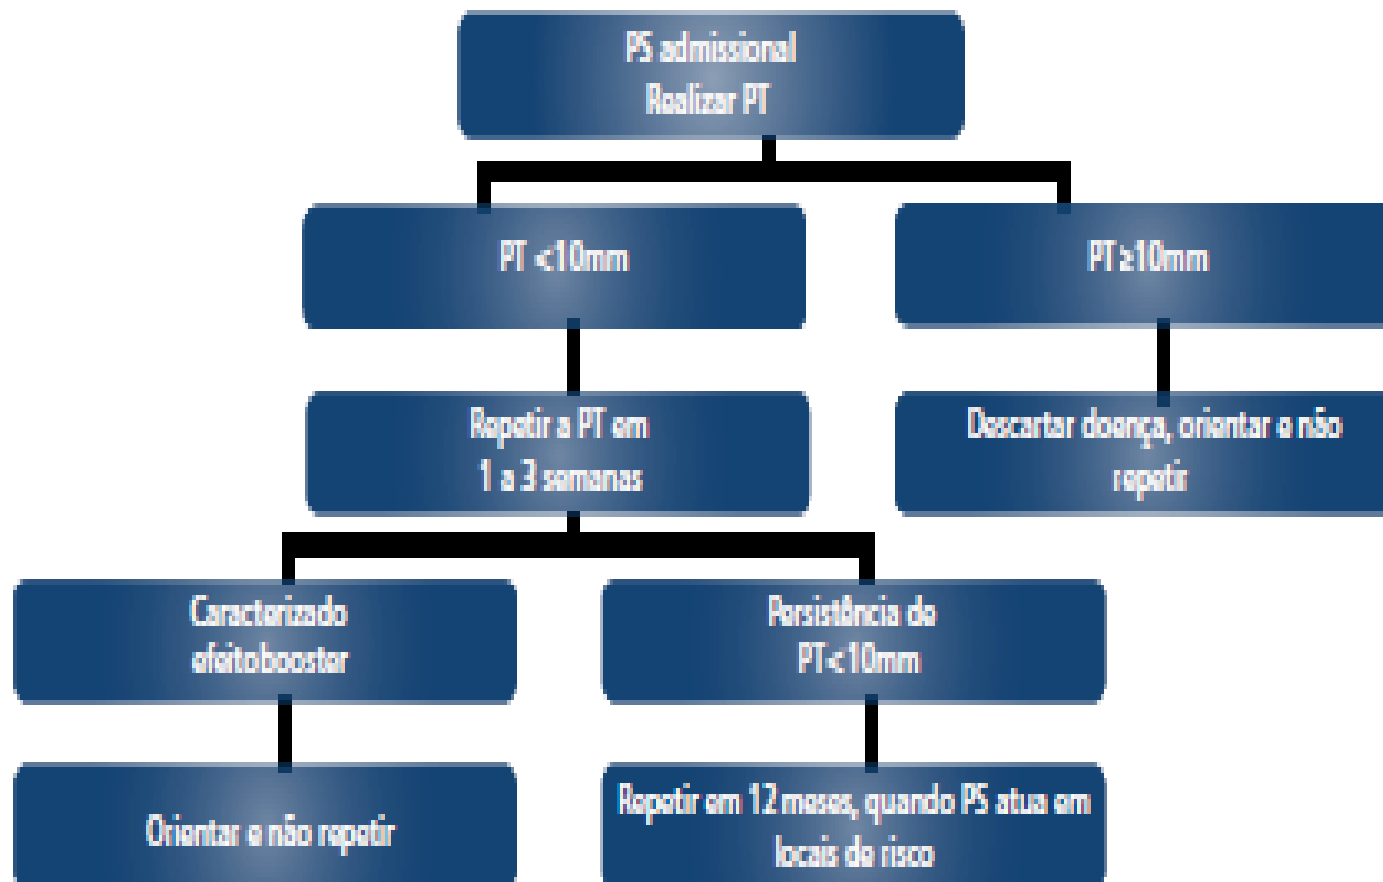 PS admissional
Realizar PT
PT <10mm
PT ≥10mm
Repetir a PT em
1 a 3 semanas
Descartar doença, orientar e não
repetir
Caracterizado
efeitobooster
Persistência de
PT<10mm
Orientar e não repetir
Repetir em 12 meses, quando PS atua em
locais de risco